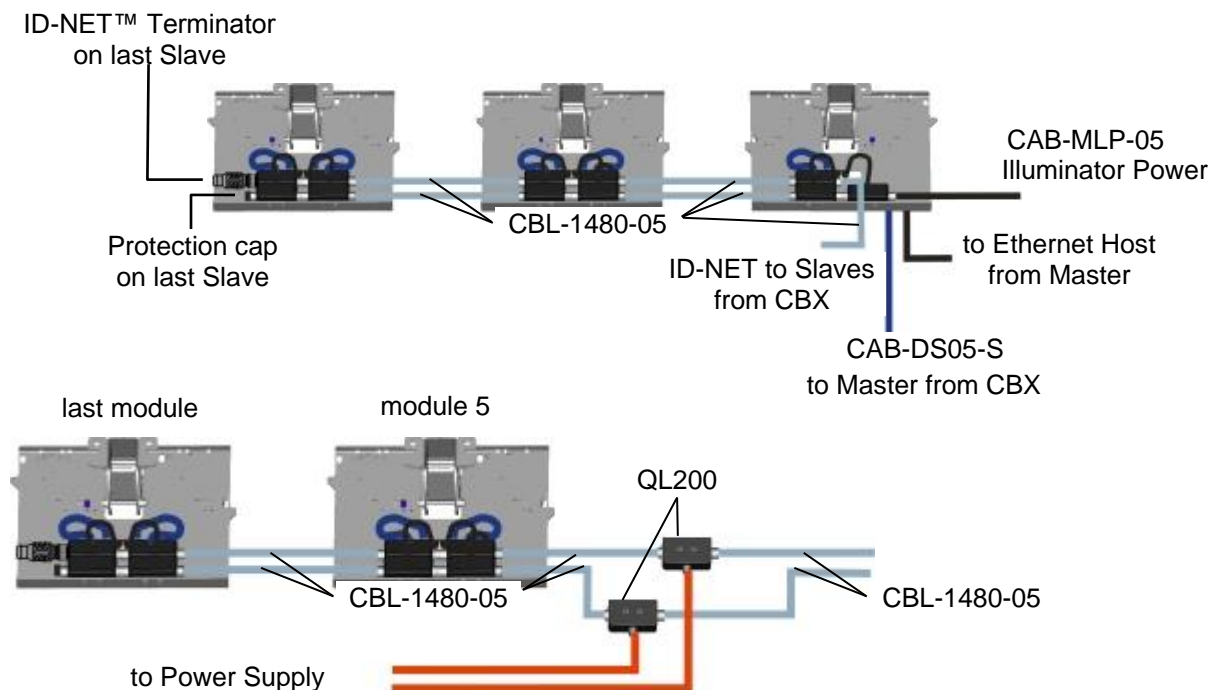 ID-NET™ Terminator
on last Slave
CAB-MLP-05
Illuminator Power
CBL-1480-05
Protection cap
on last Slave
to Ethernet Host
from Master
ID-NET to Slaves
from CBX
CAB-DS05-S
to Master from CBX
last module
module 5
QL200
CBL-1480-05
CBL-1480-05
to Power Supply